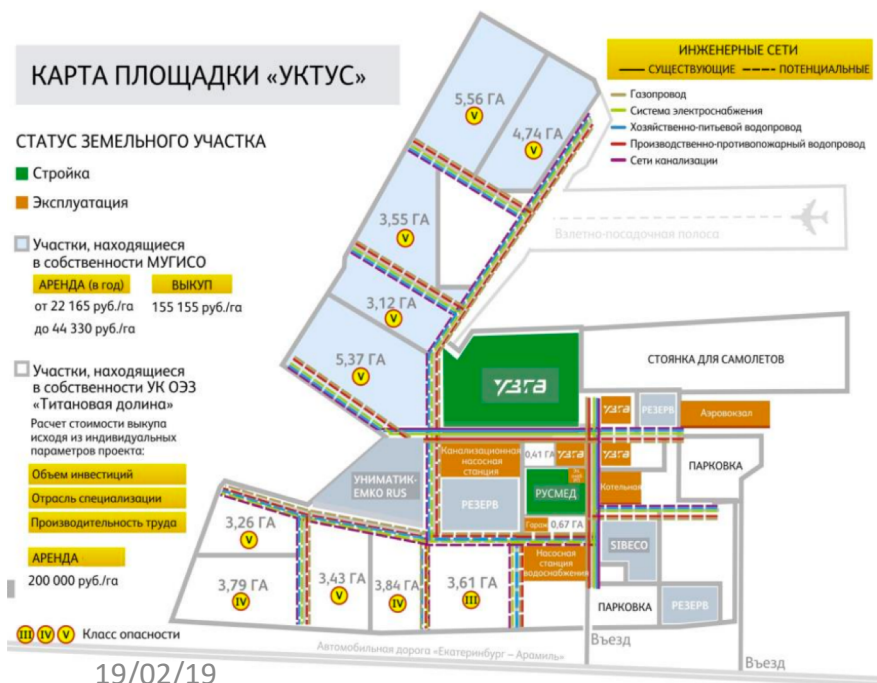 КАРТА ПЛОЩАДКИ «УКТУС»
ИНЖЕНЕРНЫЕ СЕТИ
СУЩЕСТВУЮЩИЕ
ПОТЕНЦИАЛЬНЫЕ
Газопровод
Система электроснабжения
Хозяйственно-питьевой водопровод
Производственно-противопожарный водопровод
Сети канализации
СТАТУС ЗЕМЕЛЬНОГО УЧАСТКА
Стройка
Эксплуатация
Участки, находящиеся
в собственности МУГИСО
АРЕНДА (в год)
ВЫКУП
от 22 165 руб./га
155 155 руб./га
до 44 330 руб./га
Участки, находящиеся
в собственности УК ОЭЗ
«Титановая долина»
Расчет стоимости выкупа
исходя из индивидуальных
параметров проекта:
Объем инвестиций
Отрасль специализации
Производительность труда
АРЕНДА
200 000 руб./га
III IV V Класс опасности
5,56 ГА
V
4,74 ГА
V
3,55 ГА
V
Взлетно-посадочная полоса
3,12 ГА
V
5,37 ГА
V
СТОЯНКА ДЛЯ САМОЛЕТОВ
УЗГА
УЗГА
РЕЗЕРВ
Аэровокзал
Канализационная
насосная
станция
0,41 ГА
УЗГА
УЗГА
ПАРКОВКА
УНИМАТИК-
ЕМКО RUS
РЕЗЕРВ
РУСМЕД
Котельная
Гараж
0,67 ГА
3,26 ГА
V
3,79 ГА
IV
3,43 ГА
V
3,84 ГА
IV
3,61 ГА
III
Насосная
станция
водоснабжения
SIBECO
ПАРКОВКА
РЕЗЕРВ
Автомобильная дорога «Екатеринбург – Арамиль»
Въезд
Въезд
19/02/19